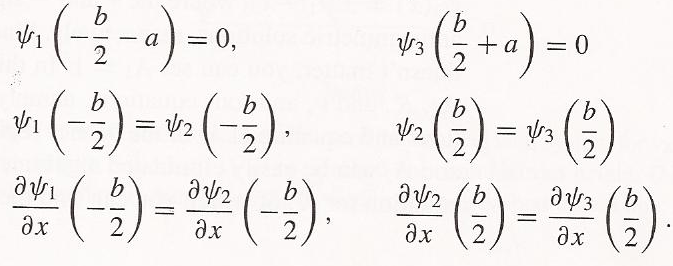 ψ₁(−b/2 − a) = 0,    ψ₃(b/2 + a) = 0
ψ₁(−b/2) = ψ₂(−b/2),    ψ₂(b/2) = ψ₃(b/2)
∂ψ₁/∂x (−b/2) = ∂ψ₂/∂x (−b/2),    ∂ψ₂/∂x (b/2) = ∂ψ₃/∂x (b/2).